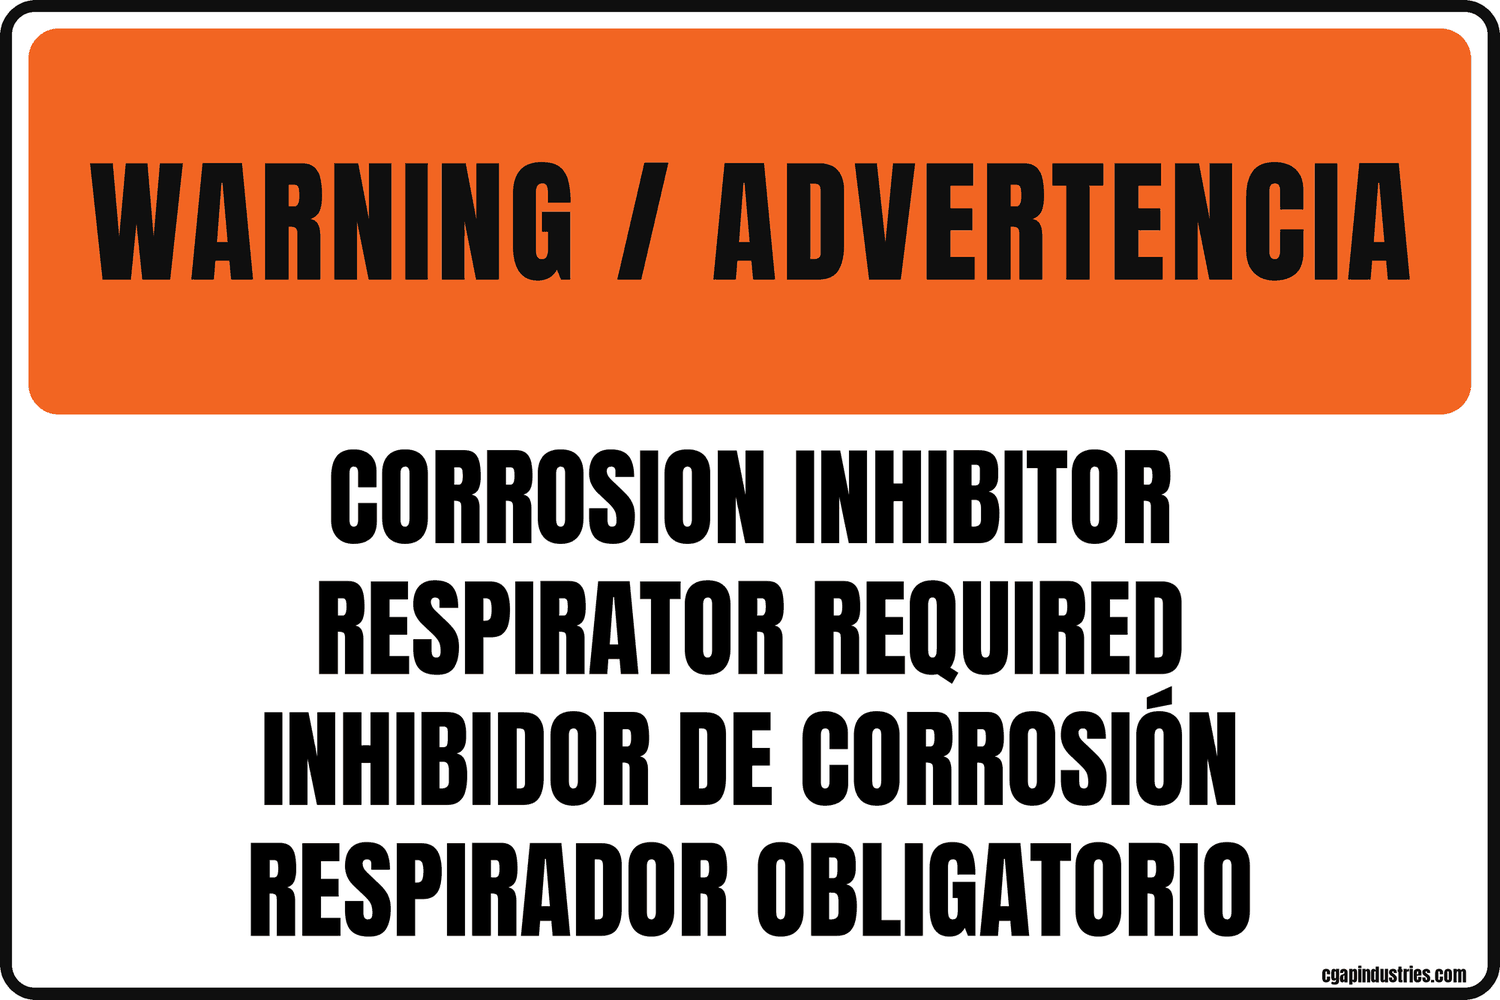 WARNING / ADVERTENCIA
CORROSION INHIBITOR
RESPIRATOR REQUIRED
INHIBIDOR DE CORROSIÓN
RESPIRADOR OBLIGATORIO
cgapindustries.com